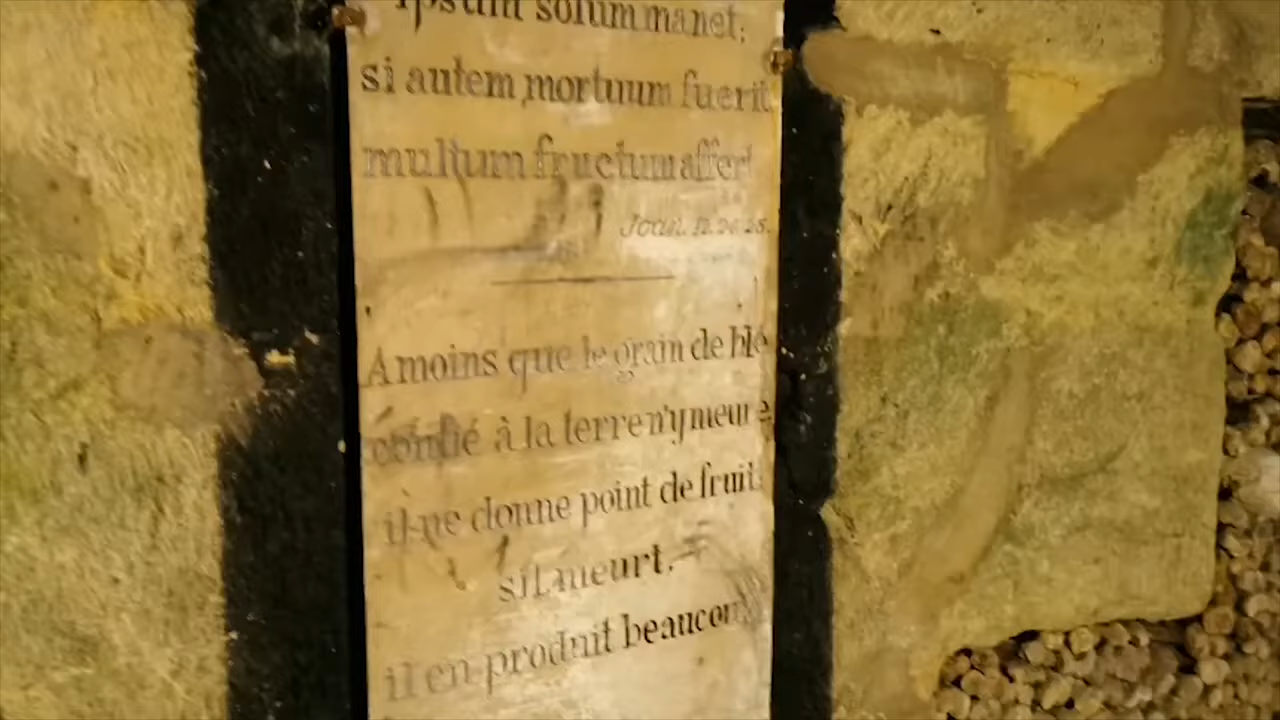 ipsum solum manet;
si autem mortuum fuerit,
multum fructum affert
Joan. 12. 24. 25.
A moins que le grain de blé
confié à la terre n'y meure
il ne donne point de fruit:
s'il meurt,
il en produit beaucoup